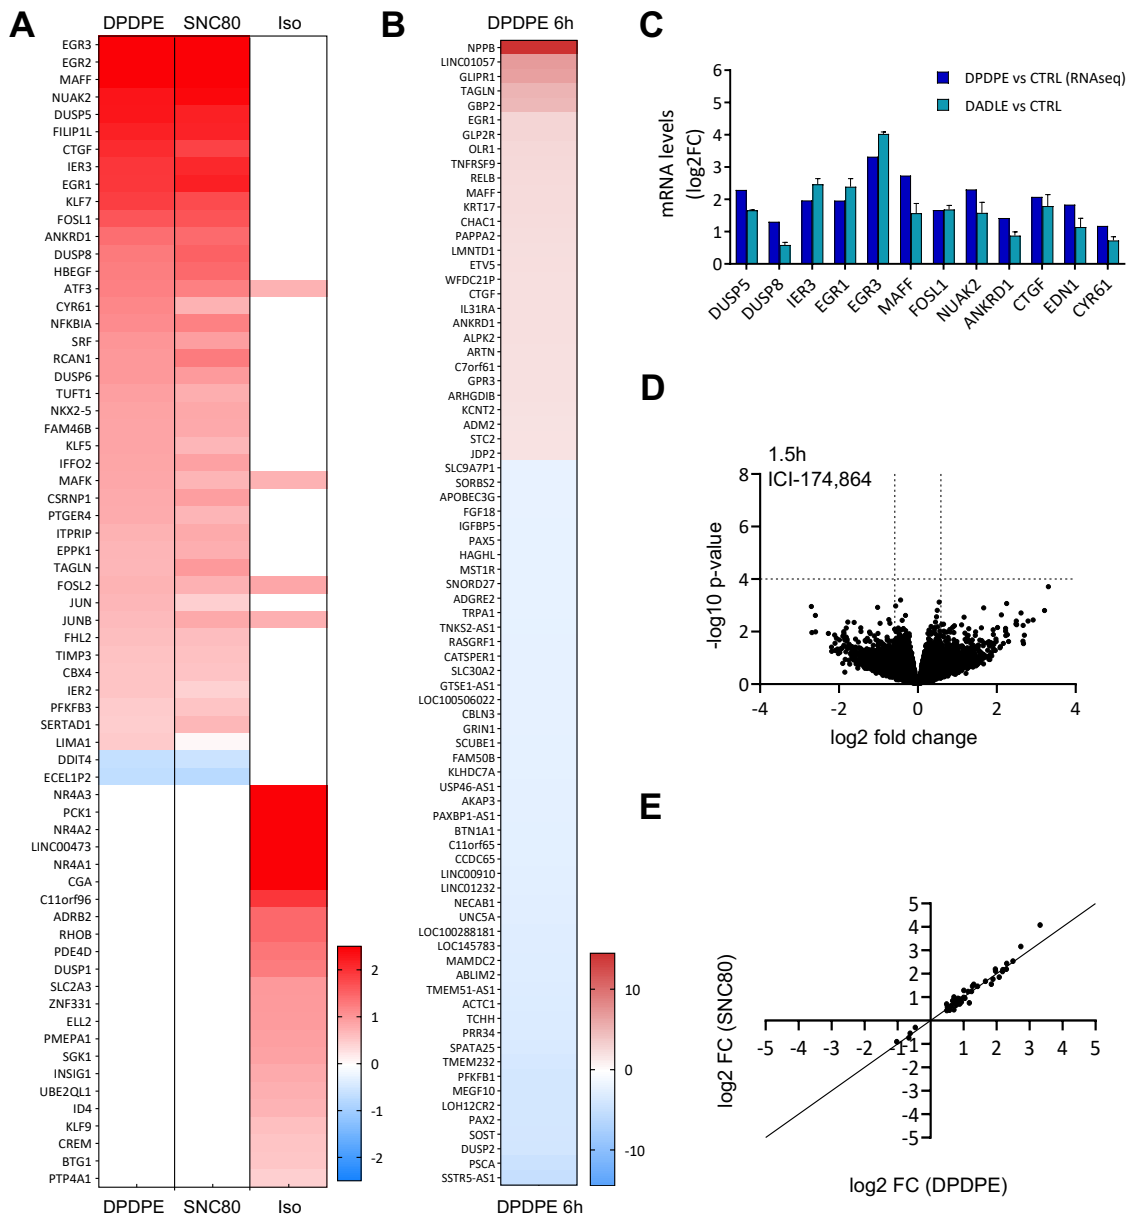 A
DPDPE SNC80 Iso
EGR3
EGR2
MAFF
NUAK2
DUSP5
FILIP1L
CTGF
IER3
EGR1
KLF7
FOSL1
ANKRD1
DUSP8
HBEGF
ATF3
CYR61
NFKBIA
SRF
RCAN1
DUSP6
TUFT1
NKX2-5
FAM46B
KLF5
IFFO2
MAFK
CSRNP1
PTGER4
ITPRIP
EPPK1
TAGLN
FOSL2
JUN
JUNB
FHL2
TIMP3
CBX4
IER2
PFKFB3
SERTAD1
LIMA1
DDIT4
ECEL1P2
NR4A3
PCK1
NR4A2
LINC00473
NR4A1
CGA
C11orf96
ADRB2
RHOB
PDE4D
DUSP1
SLC2A3
ZNF331
ELL2
PMEPA1
SGK1
INSIG1
UBE2QL1
ID4
KLF9
CREM
BTG1
PTP4A1
DPDPE SNC80 Iso
2
1
0
-1
-2
B
DPDPE 6h
NPPB
LINC01057
GLIPR1
TAGLN
GBP2
EGR1
GLP2R
OLR1
TNFRSF9
RELB
MAFF
KRT17
CHAC1
PAPPA2
LMNTD1
ETV5
WFDC21P
CTGF
IL31RA
ANKRD1
ALPK2
ARTN
C7orf61
GPR3
ARHGDIB
KCNT2
ADM2
STC2
JDP2
SLC9A7P1
SORBS2
APOBEC3G
FGF18
IGFBP5
PAX5
HAGHL
MST1R
SNORD27
ADGRE2
TRPA1
TNKS2-AS1
RASGRF1
CATSPER1
SLC30A2
GTSE1-AS1
LOC100506022
CBLN3
GRIN1
SCUBE1
FAM50B
KLHDC7A
USP46-AS1
AKAP3
PAXBP1-AS1
BTN1A1
C11orf65
CCDC65
LINC00910
LINC01232
NECAB1
UNC5A
LOC100288181
LOC145783
MAMDC2
ABLIM2
TMEM51-AS1
ACTC1
TCHH
PRR34
SPATA25
TMEM232
PFKFB1
MEGF10
LOH12CR2
PAX2
SOST
DUSP2
PSCA
SSTR5-AS1
DPDPE 6h
10
0
-10
C
mRNA levels
(log2FC)
6
5
4
3
2
1
0
DPDPE vs CTRL (RNAseq)
DADLE vs CTRL
DUSP5 DUSP8 IER3 EGR1 EGR3 MAFF FOSL1 NUAK2 ANKRD1 CTGF EDN1 CYR61
D
1.5h
ICI-174,864
-log10 p-value
8
6
4
2
0
-4 -2 0 2 4
log2 fold change
E
log2 FC (SNC80)
5
4
3
2
1
-5 -4 -3 -2 -1 1 2 3 4 5
-1
-2
-3
-4
-5
log2 FC (DPDPE)